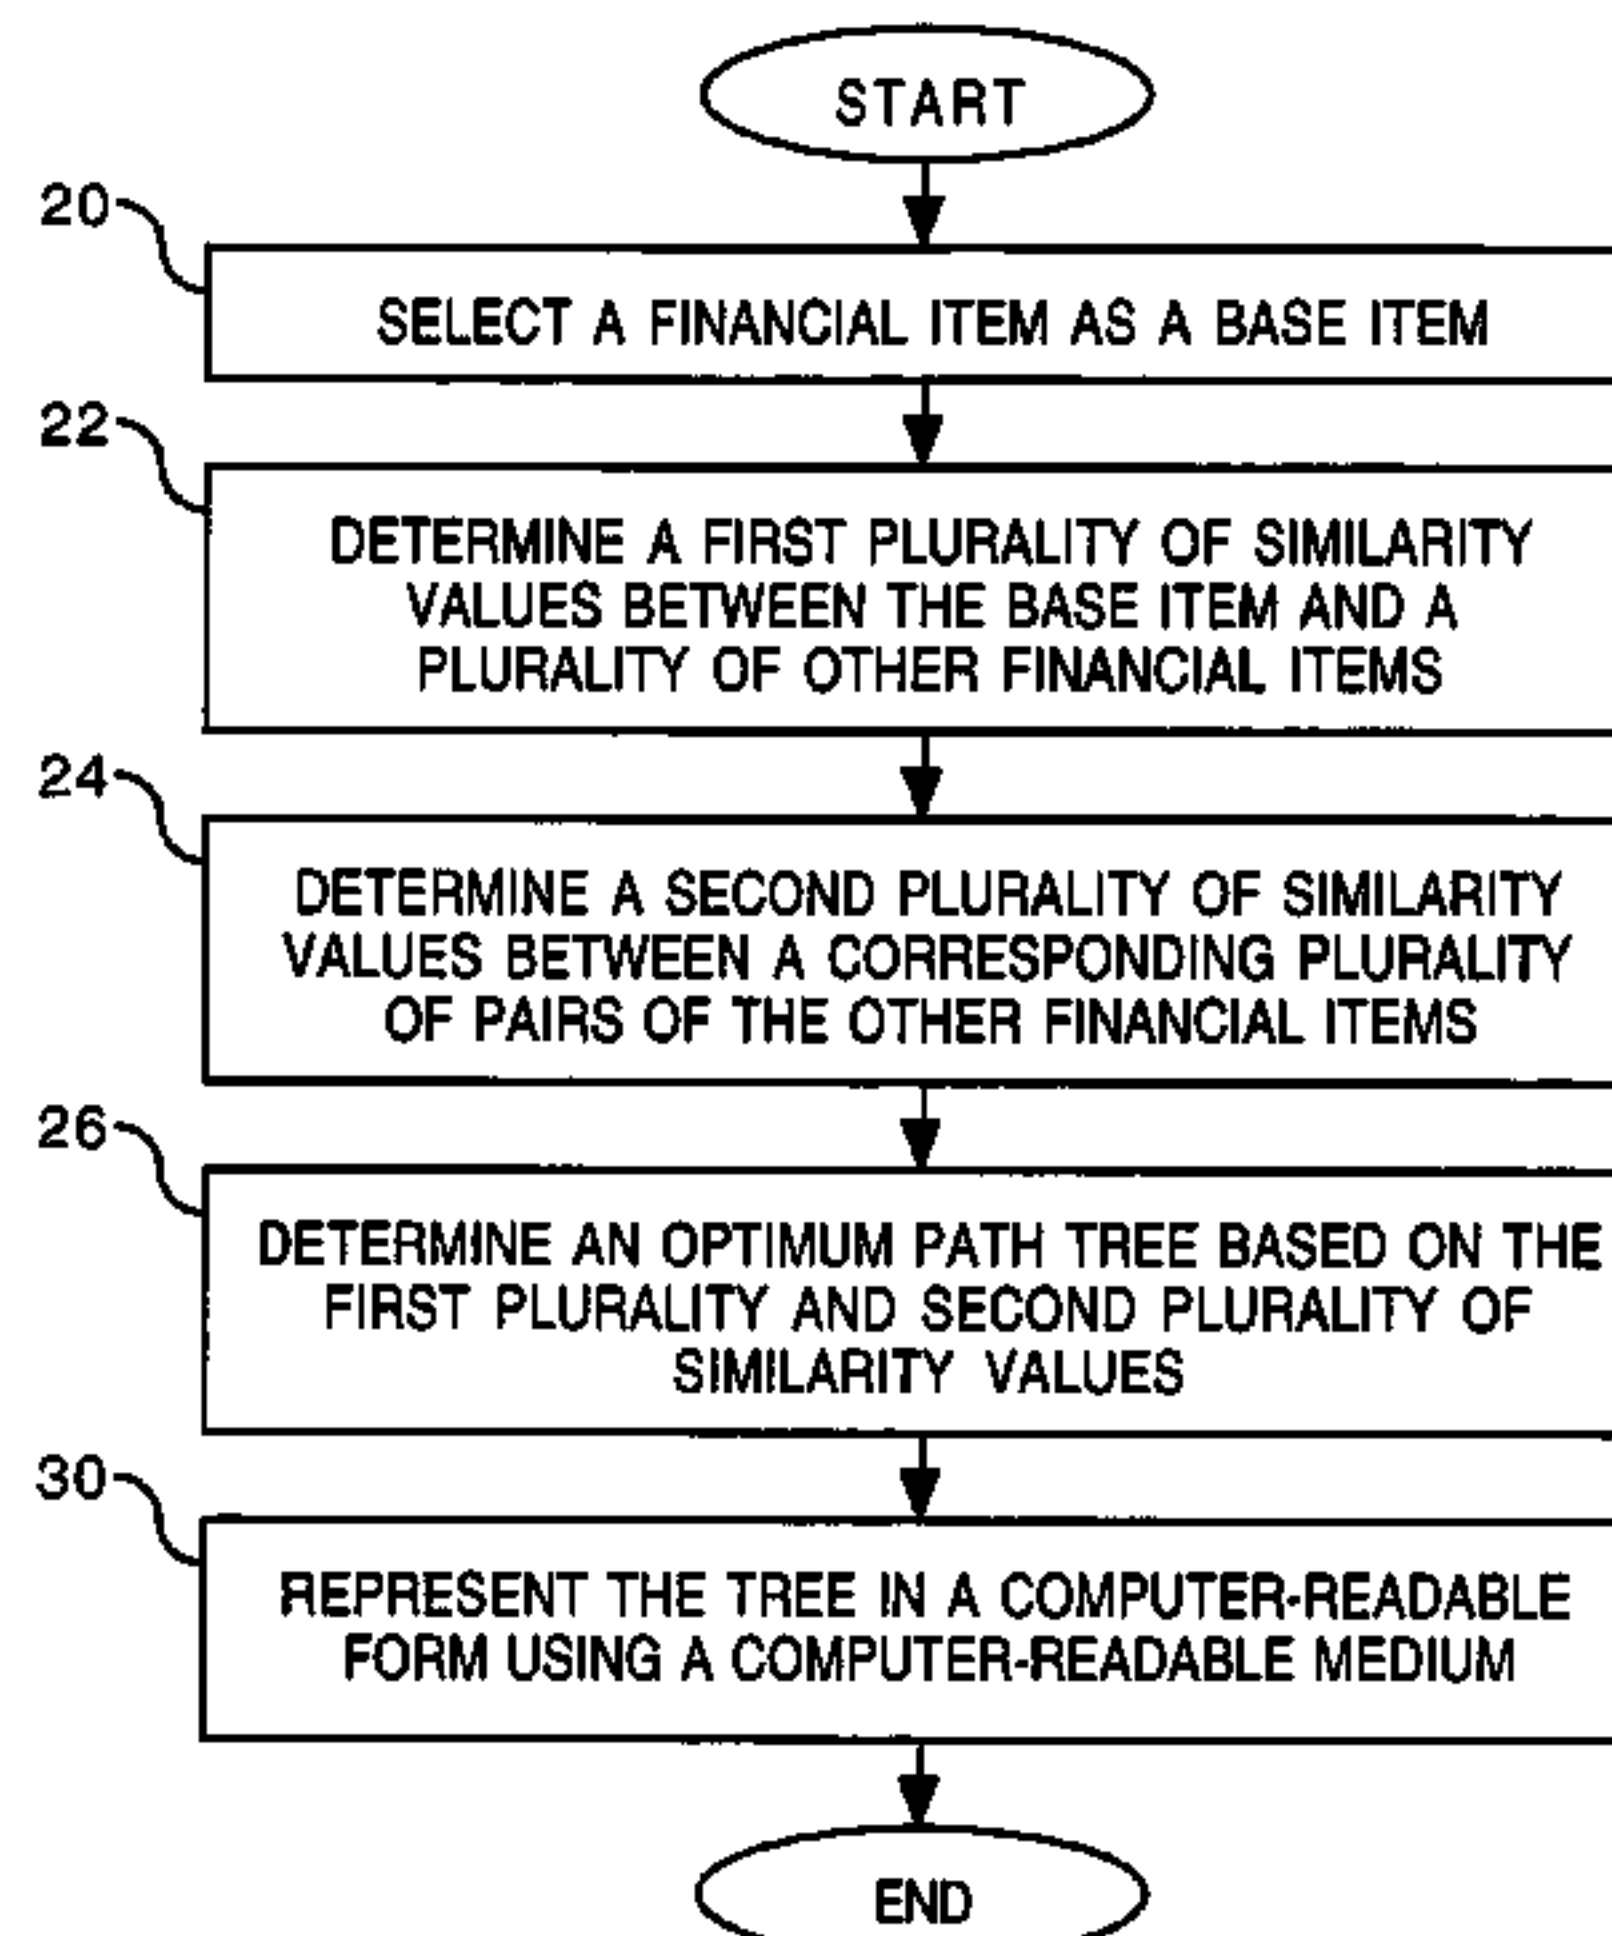 START
20
SELECT A FINANCIAL ITEM AS A BASE ITEM
22
DETERMINE A FIRST PLURALITY OF SIMILARITY
VALUES BETWEEN THE BASE ITEM AND A
PLURALITY OF OTHER FINANCIAL ITEMS
24
DETERMINE A SECOND PLURALITY OF SIMILARITY
VALUES BETWEEN A CORRESPONDING PLURALITY
OF PAIRS OF THE OTHER FINANCIAL ITEMS
26
DETERMINE AN OPTIMUM PATH TREE BASED ON THE
FIRST PLURALITY AND SECOND PLURALITY OF
SIMILARITY VALUES
30
REPRESENT THE TREE IN A COMPUTER-READABLE
FORM USING A COMPUTER-READABLE MEDIUM
END